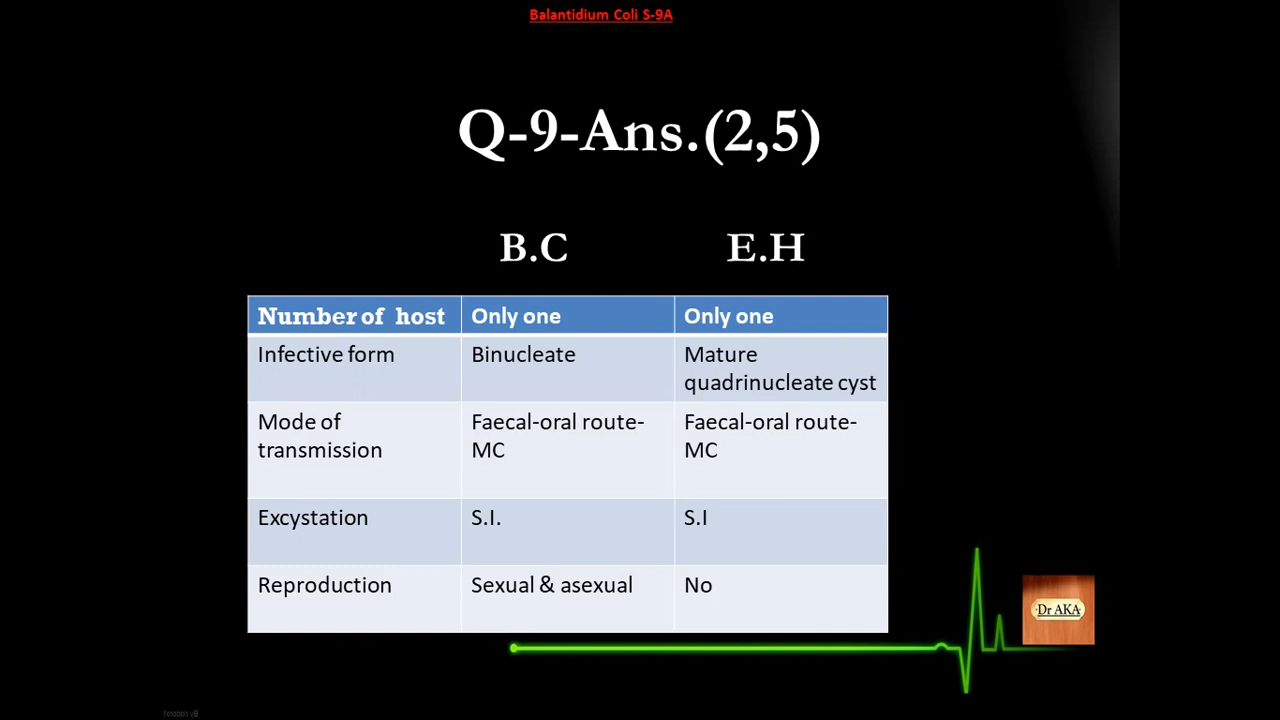 Balantidium Coli S-9A
Q-9-Ans.(2,5)
B.C E.H
Number of host Only one Only one
Infective form Binucleate Mature
quadrinucleate cyst
Mode of Faecal-oral route- Faecal-oral route-
transmission MC MC
Excystation S.I. S.I
Reproduction Sexual & asexual No
Dr AKA